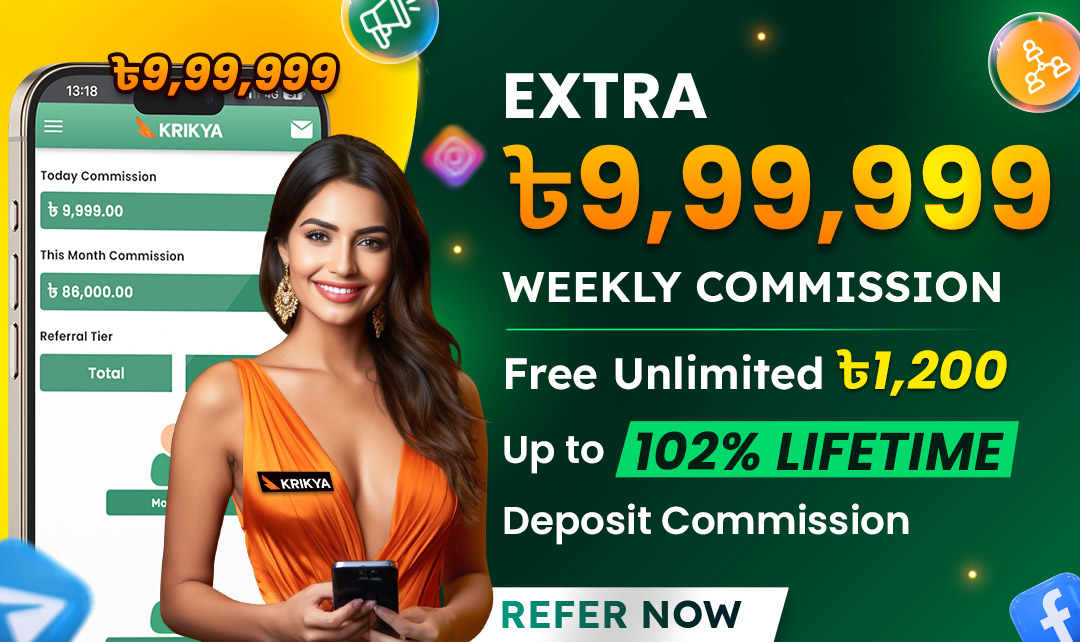 ৳9,99,999
13:18
4G
KRIKYA
Today Commission
৳ 9,999.00
This Month Commission
৳ 86,000.00
Referral Tier
Total
KRIKYA
EXTRA
৳9,99,999
WEEKLY COMMISSION
Free Unlimited ৳1,200
Up to 102% LIFETIME
Deposit Commission
REFER NOW